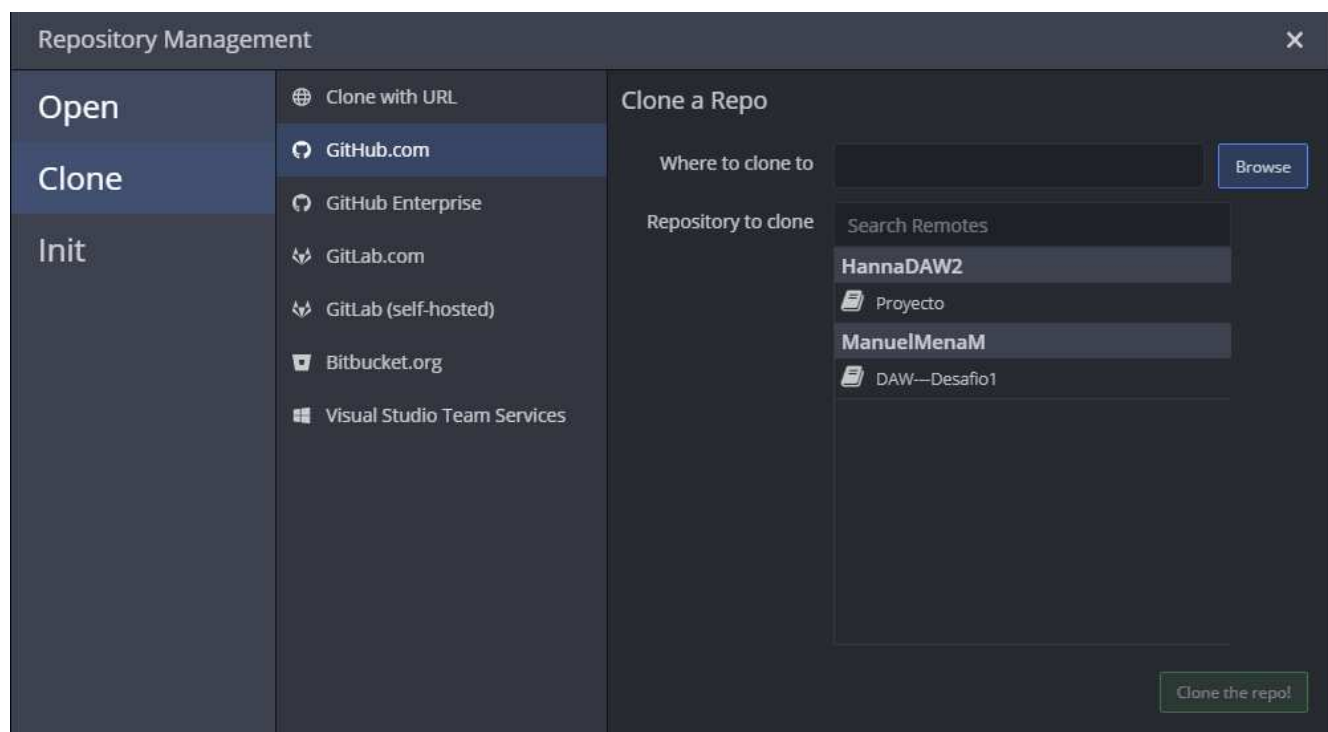 Repository Management
Open
Clone
Init
Clone with URL
GitHub.com
GitHub Enterprise
GitLab.com
GitLab (self-hosted)
Bitbucket.org
Visual Studio Team Services
Clone a Repo
Where to clone to
Browse
Repository to clone
Search Remotes
HannaDAW2
Proyecto
ManuelMenaM
DAW---Desafio1
Clone the repo!